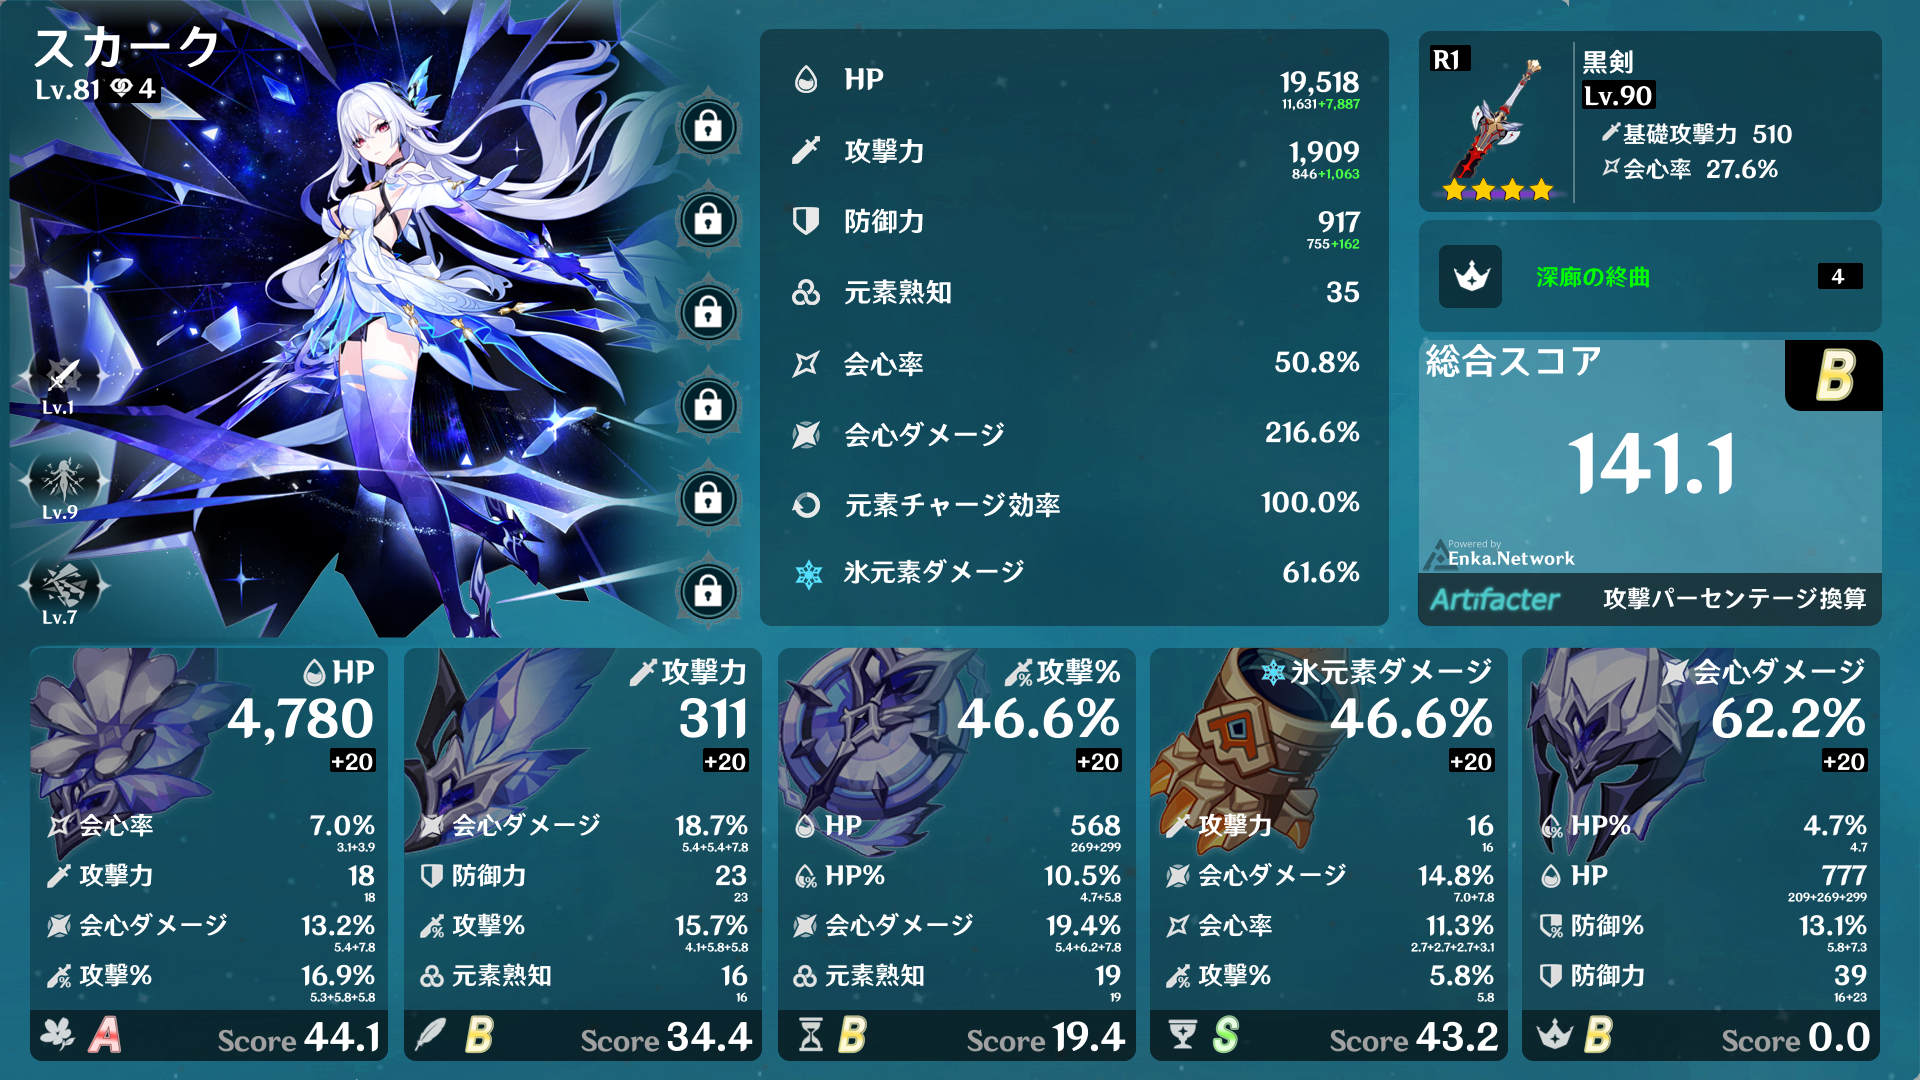 スカーク
Lv.81 4
Lv.1
Lv.9
Lv.7
HP 19,518
11,631+7,887
攻撃力 1,909
846+1,063
防御力 917
755+162
元素熟知 35
会心率 50.8%
会心ダメージ 216.6%
元素チャージ効率 100.0%
氷元素ダメージ 61.6%
R1
黒剣
Lv.90
基礎攻撃力 510
会心率 27.6%
深廊の終曲 4
総合スコア B
141.1
Powered by
Enka.Network
Artifacter 攻撃パーセンテージ換算
HP
4,780
+20
会心率 7.0%
3.1+3.9
攻撃力 18
18
会心ダメージ 13.2%
5.4+7.8
攻撃% 16.9%
5.3+5.8+5.8
A Score 44.1
攻撃力
311
+20
会心ダメージ 18.7%
5.4+5.4+7.8
防御力 23
23
攻撃% 15.7%
4.1+5.8+5.8
元素熟知 16
16
B Score 34.4
攻撃%
46.6%
+20
HP 568
269+299
HP% 10.5%
4.7+5.8
会心ダメージ 19.4%
5.4+6.2+7.8
元素熟知 19
19
B Score 19.4
氷元素ダメージ
46.6%
+20
攻撃力 16
16
会心ダメージ 14.8%
7.0+7.8
会心率 11.3%
2.7+2.7+2.7+3.1
攻撃% 5.8%
5.8
S Score 43.2
会心ダメージ
62.2%
+20
HP% 4.7%
4.7
HP 777
209+269+299
防御% 13.1%
5.8+7.3
防御力 39
16+23
B Score 0.0